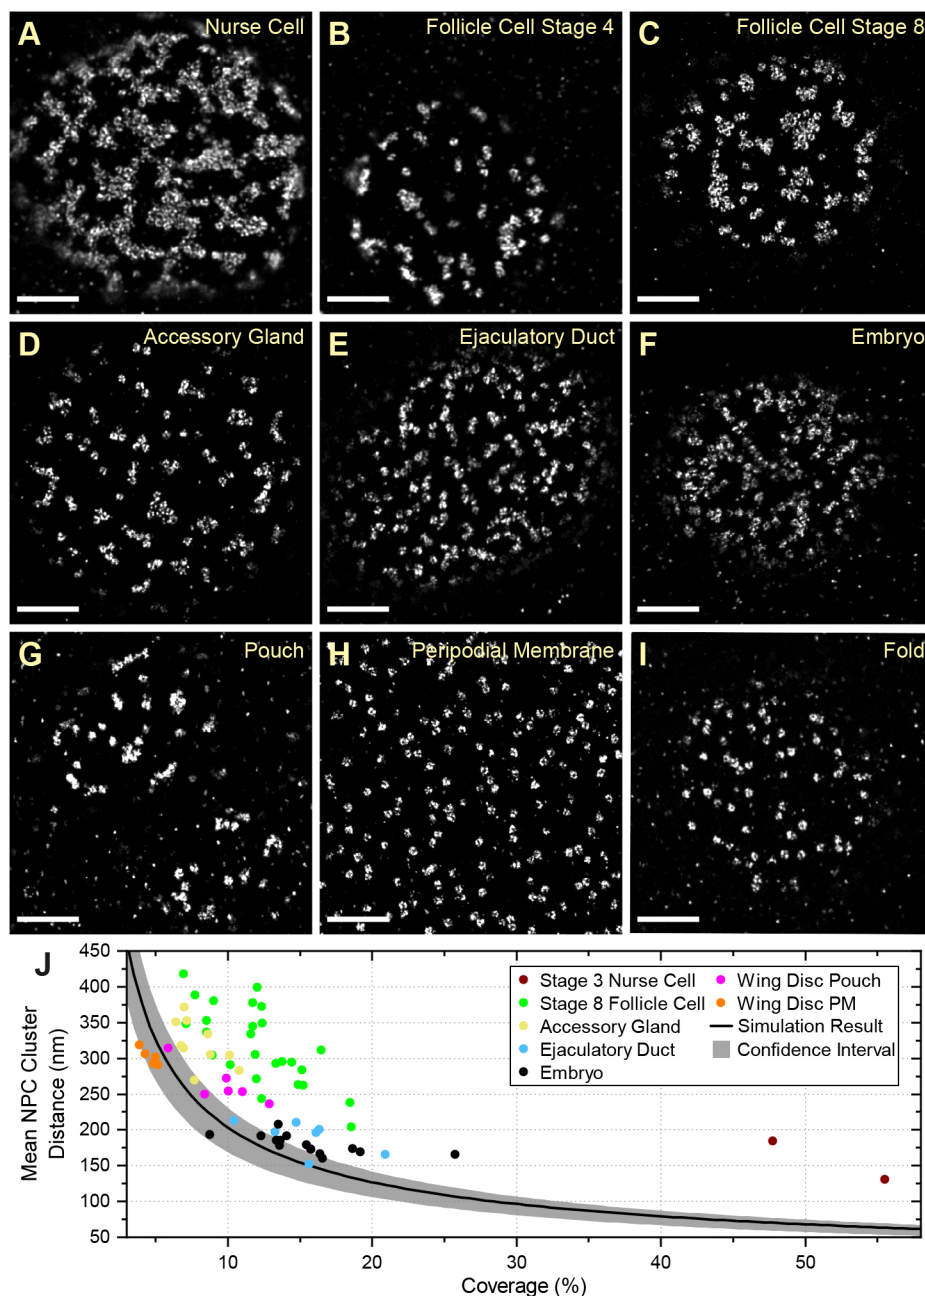 A Nurse Cell
B Follicle Cell Stage 4
C Follicle Cell Stage 8
D Accessory Gland
E Ejaculatory Duct
F Embryo
G Pouch
H Peripodial Membrane
I Fold
J
450
400
350
300
250
200
150
100
50
Mean NPC Cluster
Distance (nm)
Stage 3 Nurse Cell
Stage 8 Follicle Cell
Accessory Gland
Ejaculatory Duct
Embryo
Wing Disc Pouch
Wing Disc PM
Simulation Result
Confidence Interval
10 20 30 40 50
Coverage (%)